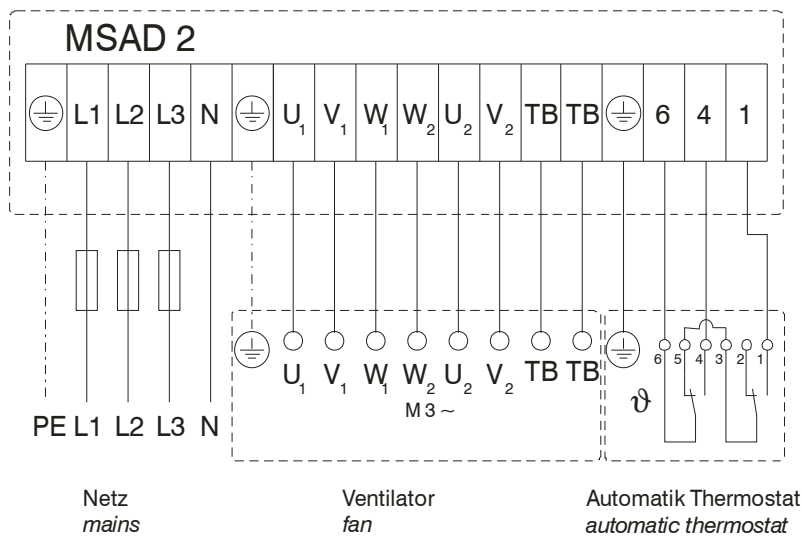 MSAD 2
L1 L2 L3 N U₁ V₁ W₁ W₂ U₂ V₂ TB TB 6 4 1
U₁ V₁ W₁ W₂ U₂ V₂ TB TB
M 3 ~
6 5 4 3 2 1
ϑ
PE L1 L2 L3 N
Netz
mains
Ventilator
fan
Automatik Thermostat
automatic thermostat